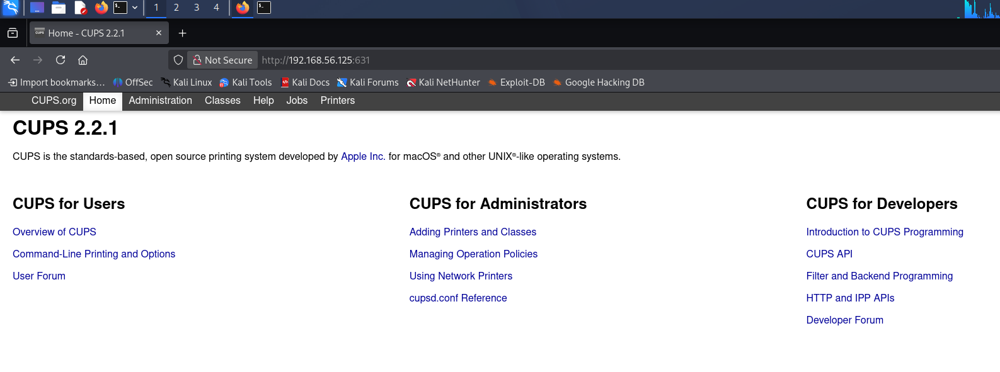 1 2 3 4
CUPS Home - CUPS 2.2.1
Not Secure http://192.168.56.125:631
Import bookmarks... OffSec Kali Linux Kali Tools Kali Docs Kali Forums Kali NetHunter Exploit-DB Google Hacking DB
CUPS.org Home Administration Classes Help Jobs Printers
CUPS 2.2.1
CUPS is the standards-based, open source printing system developed by Apple Inc. for macOS® and other UNIX®-like operating systems.
CUPS for Users
Overview of CUPS
Command-Line Printing and Options
User Forum
CUPS for Administrators
Adding Printers and Classes
Managing Operation Policies
Using Network Printers
cupsd.conf Reference
CUPS for Developers
Introduction to CUPS Programming
CUPS API
Filter and Backend Programming
HTTP and IPP APIs
Developer Forum